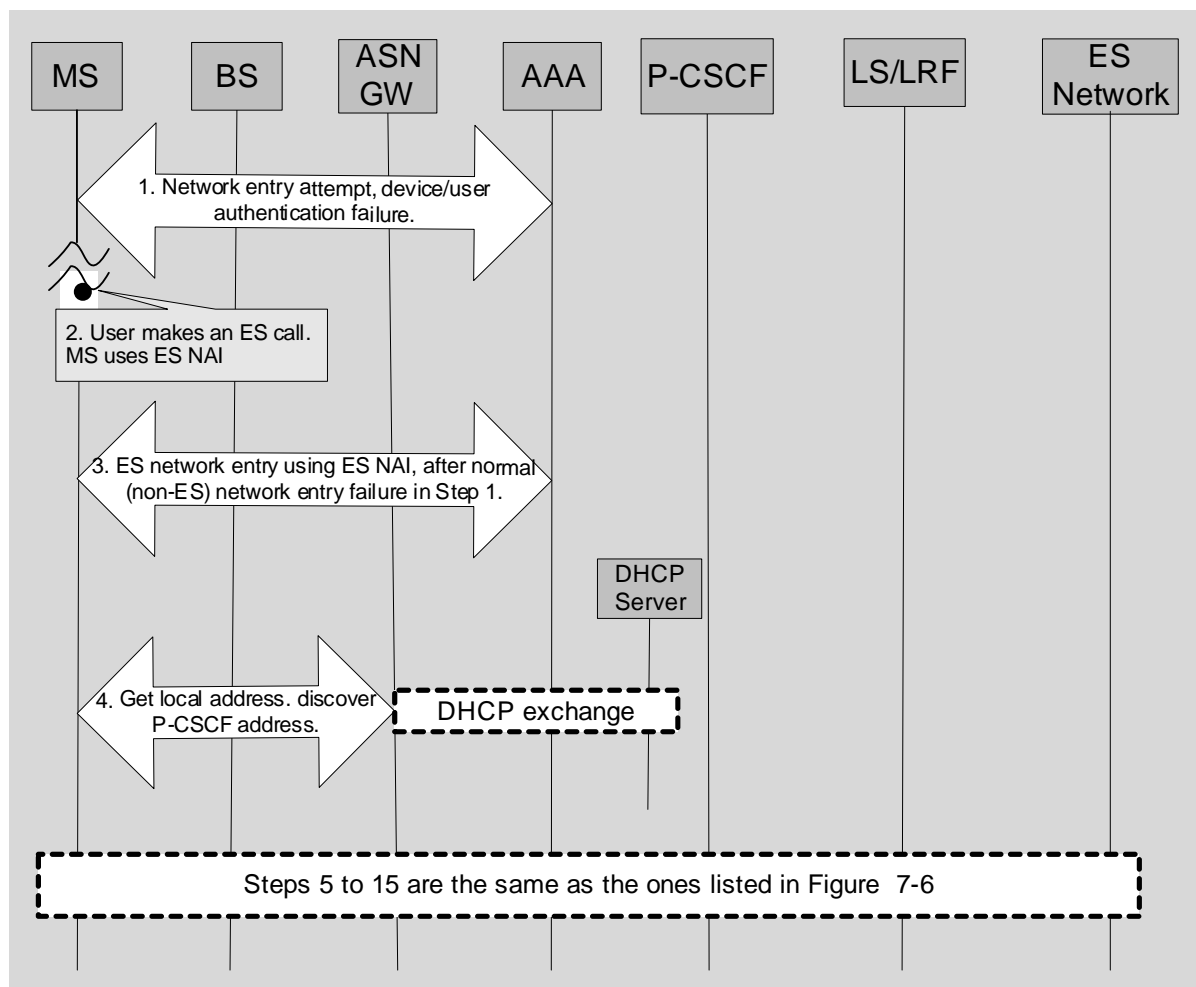 MS
BS
ASN
GW
AAA
P-CSCF
LS/LRF
ES
Network
1. Network entry attempt, device/user
authentication failure.
2. User makes an ES call.
MS uses ES NAI
3. ES network entry using ES NAI, after normal
(non-ES) network entry failure in Step 1.
DHCP
Server
4. Get local address. discover
P-CSCF address.
DHCP exchange
Steps 5 to 15 are the same as the ones listed in Figure 7-6